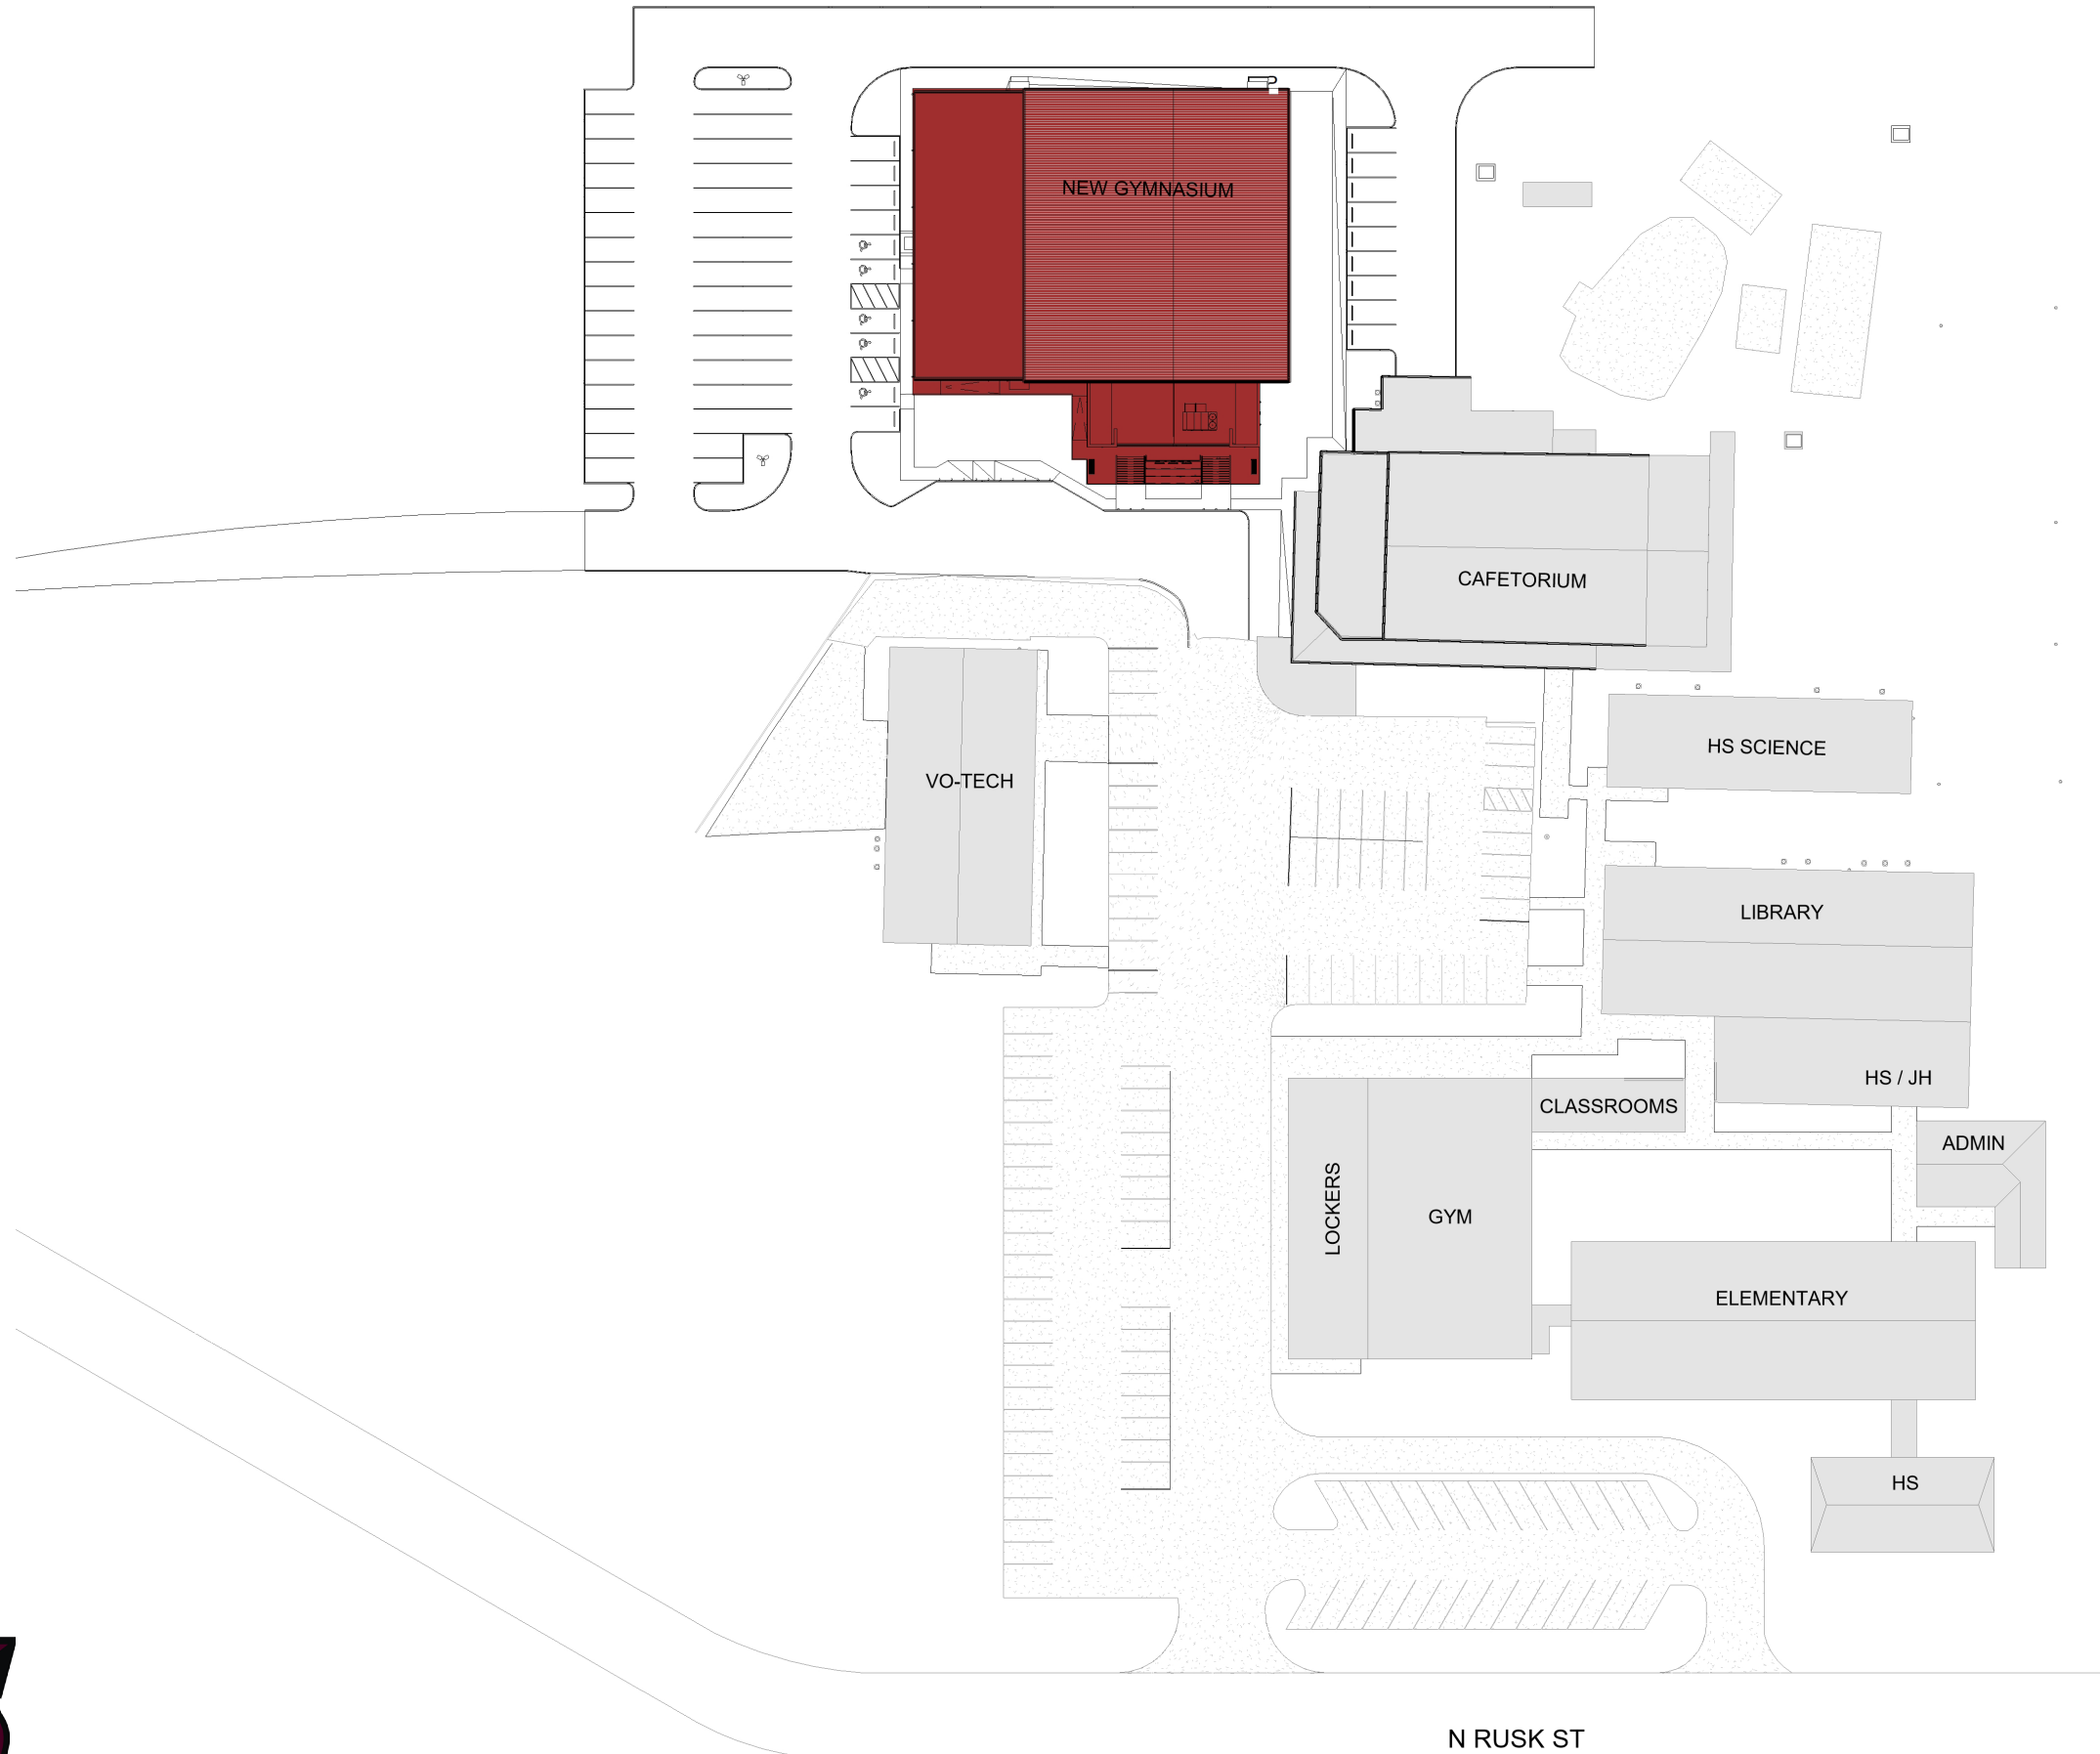 NEW GYMNASIUM
CAFETORIUM
HS SCIENCE
VO-TECH
LIBRARY
HS / JH
CLASSROOMS
ADMIN
LOCKERS
GYM
ELEMENTARY
HS
N RUSK ST